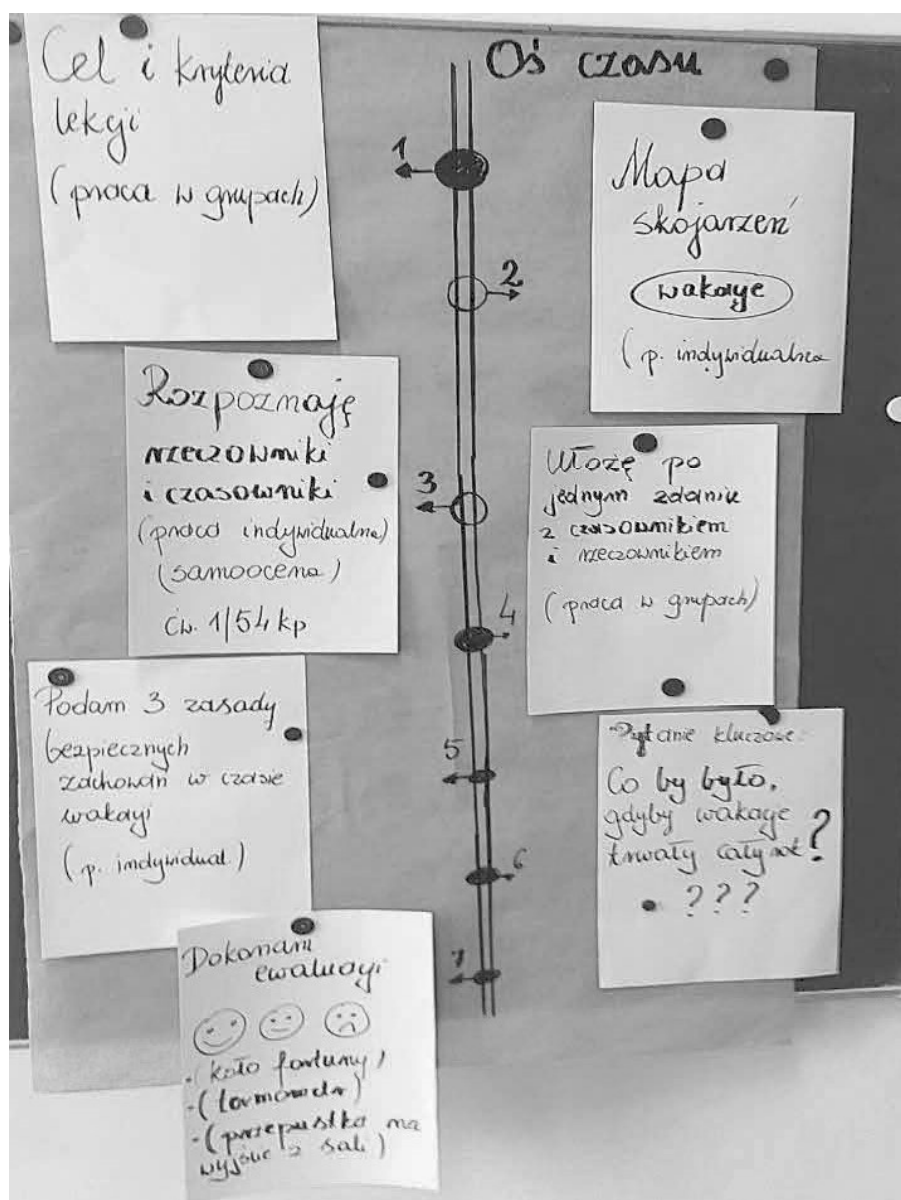 Oś czasu
1
Cel i kryteria
lekcji
(praca w grupach)
2
Mapa
skojarzeń
wakacje
(p. indywidualna
3
Rozpoznaję
rzeczowniki
i czasowniki
(praca indywidualna)
(samoocena)
ćw. 1/54 kp
4
Ułożę po
jednym zdaniu
z czasownikiem
i rzeczownikiem
(praca w grupach)
5
Podam 3 zasady
bezpiecznych
zachowań w czasie
wakacji
(p. indywidual.)
6
Pytanie kluczowe:
Co by było,
gdyby wakacje
trwały cały rok?
???
7
Dokonam
ewaluacji
-(koło fortuny)
-(przepustka na
wyjście z sali)